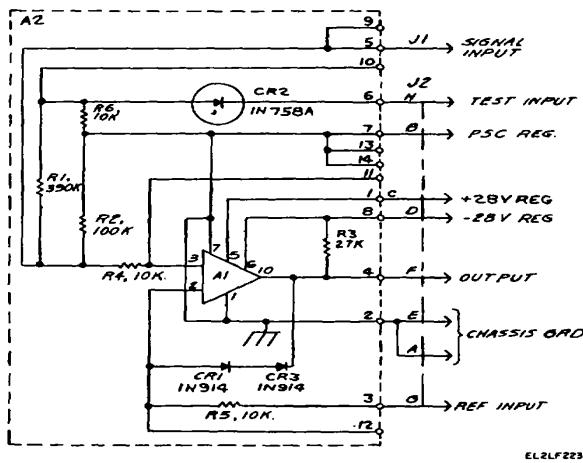 A2
9
5
J1
SIGNAL
INPUT
10
J2
R6,
10K
CR2
1N758A
6
H
TEST INPUT
7
B
PSC REG.
13
14
R1,
390K
11
1
C
+28V REG
R2,
100K
8
D
-28V REG
R3
27K
7
5
6
3
A1
10
R4, 10K.
2
1
4
F
OUTPUT
2
E
CHASSIS GRD
A
CR1
1N914
CR3
1N914
3
REF INPUT
R5, 10K.
12
EL2LF223